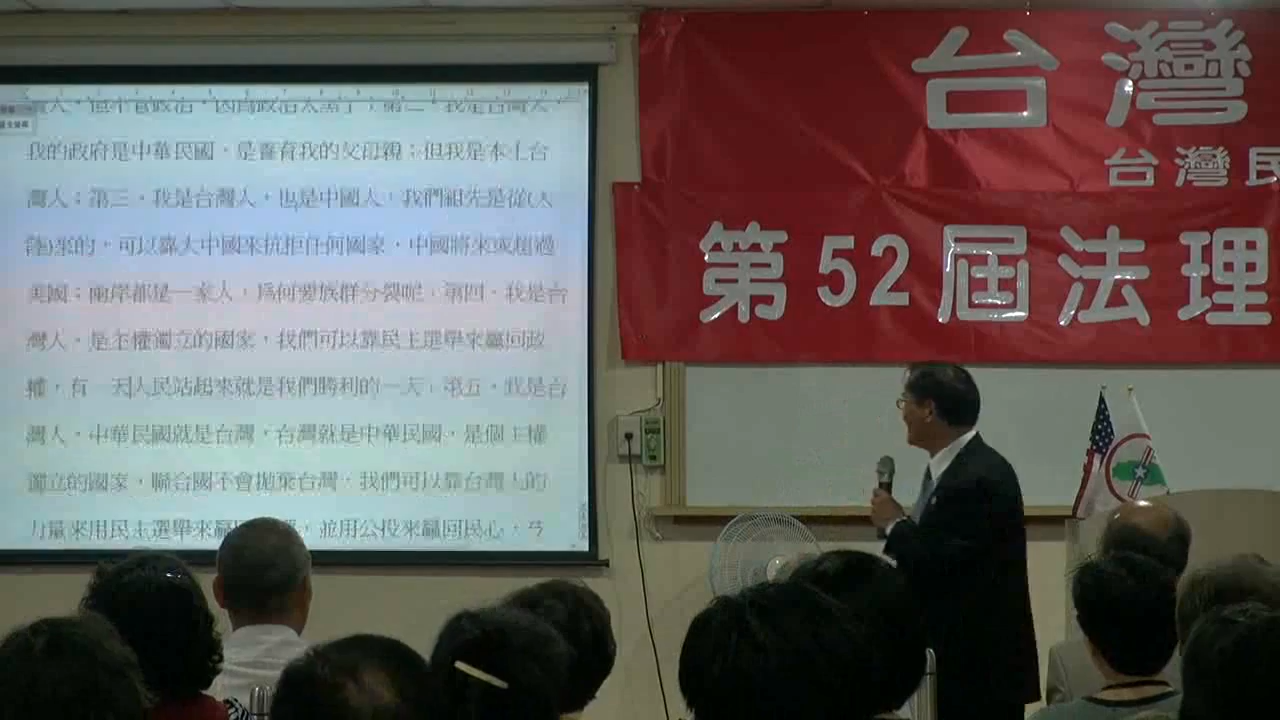 我的政府是中華民國，是養育我的父母親；但我是本土台
灣人；第三，我是台灣人，也是中國人，我們祖先是從(大
陸)來的，可以靠大中國來抗拒任何國家，中國將來或超過
美國；兩岸都是一家人，為何要族群分裂呢，第四，我是台
灣人，是主權獨立的國家，我們可以靠民主選舉來贏回政
權，有一天人民站起來就是我們勝利的一天，第五，我是台
灣人，中華民國就是台灣，台灣就是中華民國，是個主權
獨立的國家，聯合國不會拋棄台灣，我們可以靠台灣人的
力量來用民主選舉來贏，並用公投來贏回民心，
台灣
台灣民
第52屆法理